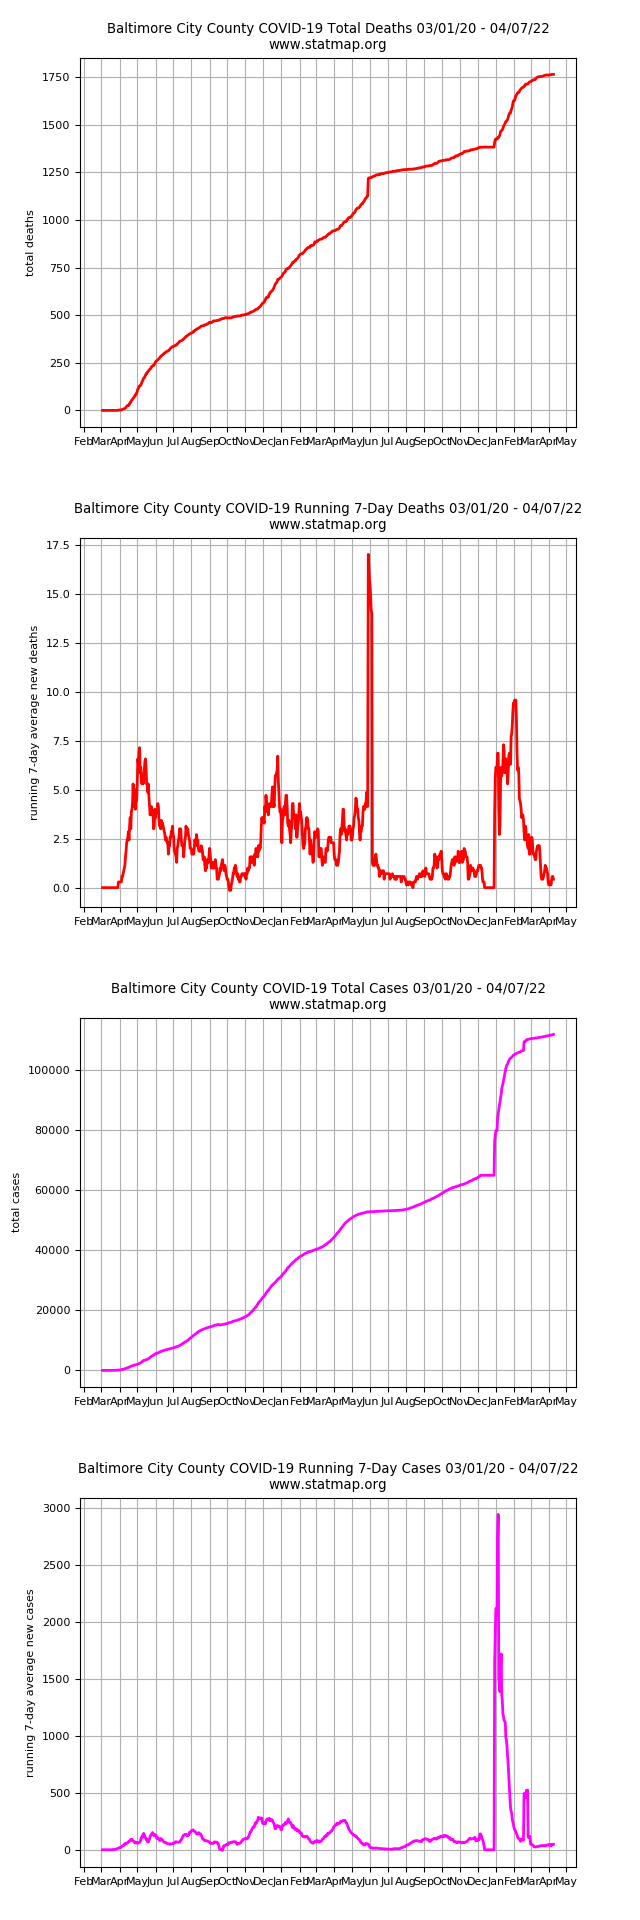 Baltimore City County COVID-19 Total Deaths 03/01/20 - 04/07/22
www.statmap.org
1750
1500
1250
1000
750
500
250
0
total deaths
Feb Mar Apr May Jun Jul Aug Sep Oct Nov Dec Jan Feb Mar Apr May Jun Jul Aug Sep Oct Nov Dec Jan Feb Mar Apr May
Baltimore City County COVID-19 Running 7-Day Deaths 03/01/20 - 04/07/22
www.statmap.org
17.5
15.0
12.5
10.0
7.5
5.0
2.5
0.0
running 7-day average new deaths
Feb Mar Apr May Jun Jul Aug Sep Oct Nov Dec Jan Feb Mar Apr May Jun Jul Aug Sep Oct Nov Dec Jan Feb Mar Apr May
Baltimore City County COVID-19 Total Cases 03/01/20 - 04/07/22
www.statmap.org
100000
80000
60000
40000
20000
0
total cases
Feb Mar Apr May Jun Jul Aug Sep Oct Nov Dec Jan Feb Mar Apr May Jun Jul Aug Sep Oct Nov Dec Jan Feb Mar Apr May
Baltimore City County COVID-19 Running 7-Day Cases 03/01/20 - 04/07/22
www.statmap.org
3000
2500
2000
1500
1000
500
0
running 7-day average new cases
Feb Mar Apr May Jun Jul Aug Sep Oct Nov Dec Jan Feb Mar Apr May Jun Jul Aug Sep Oct Nov Dec Jan Feb Mar Apr May